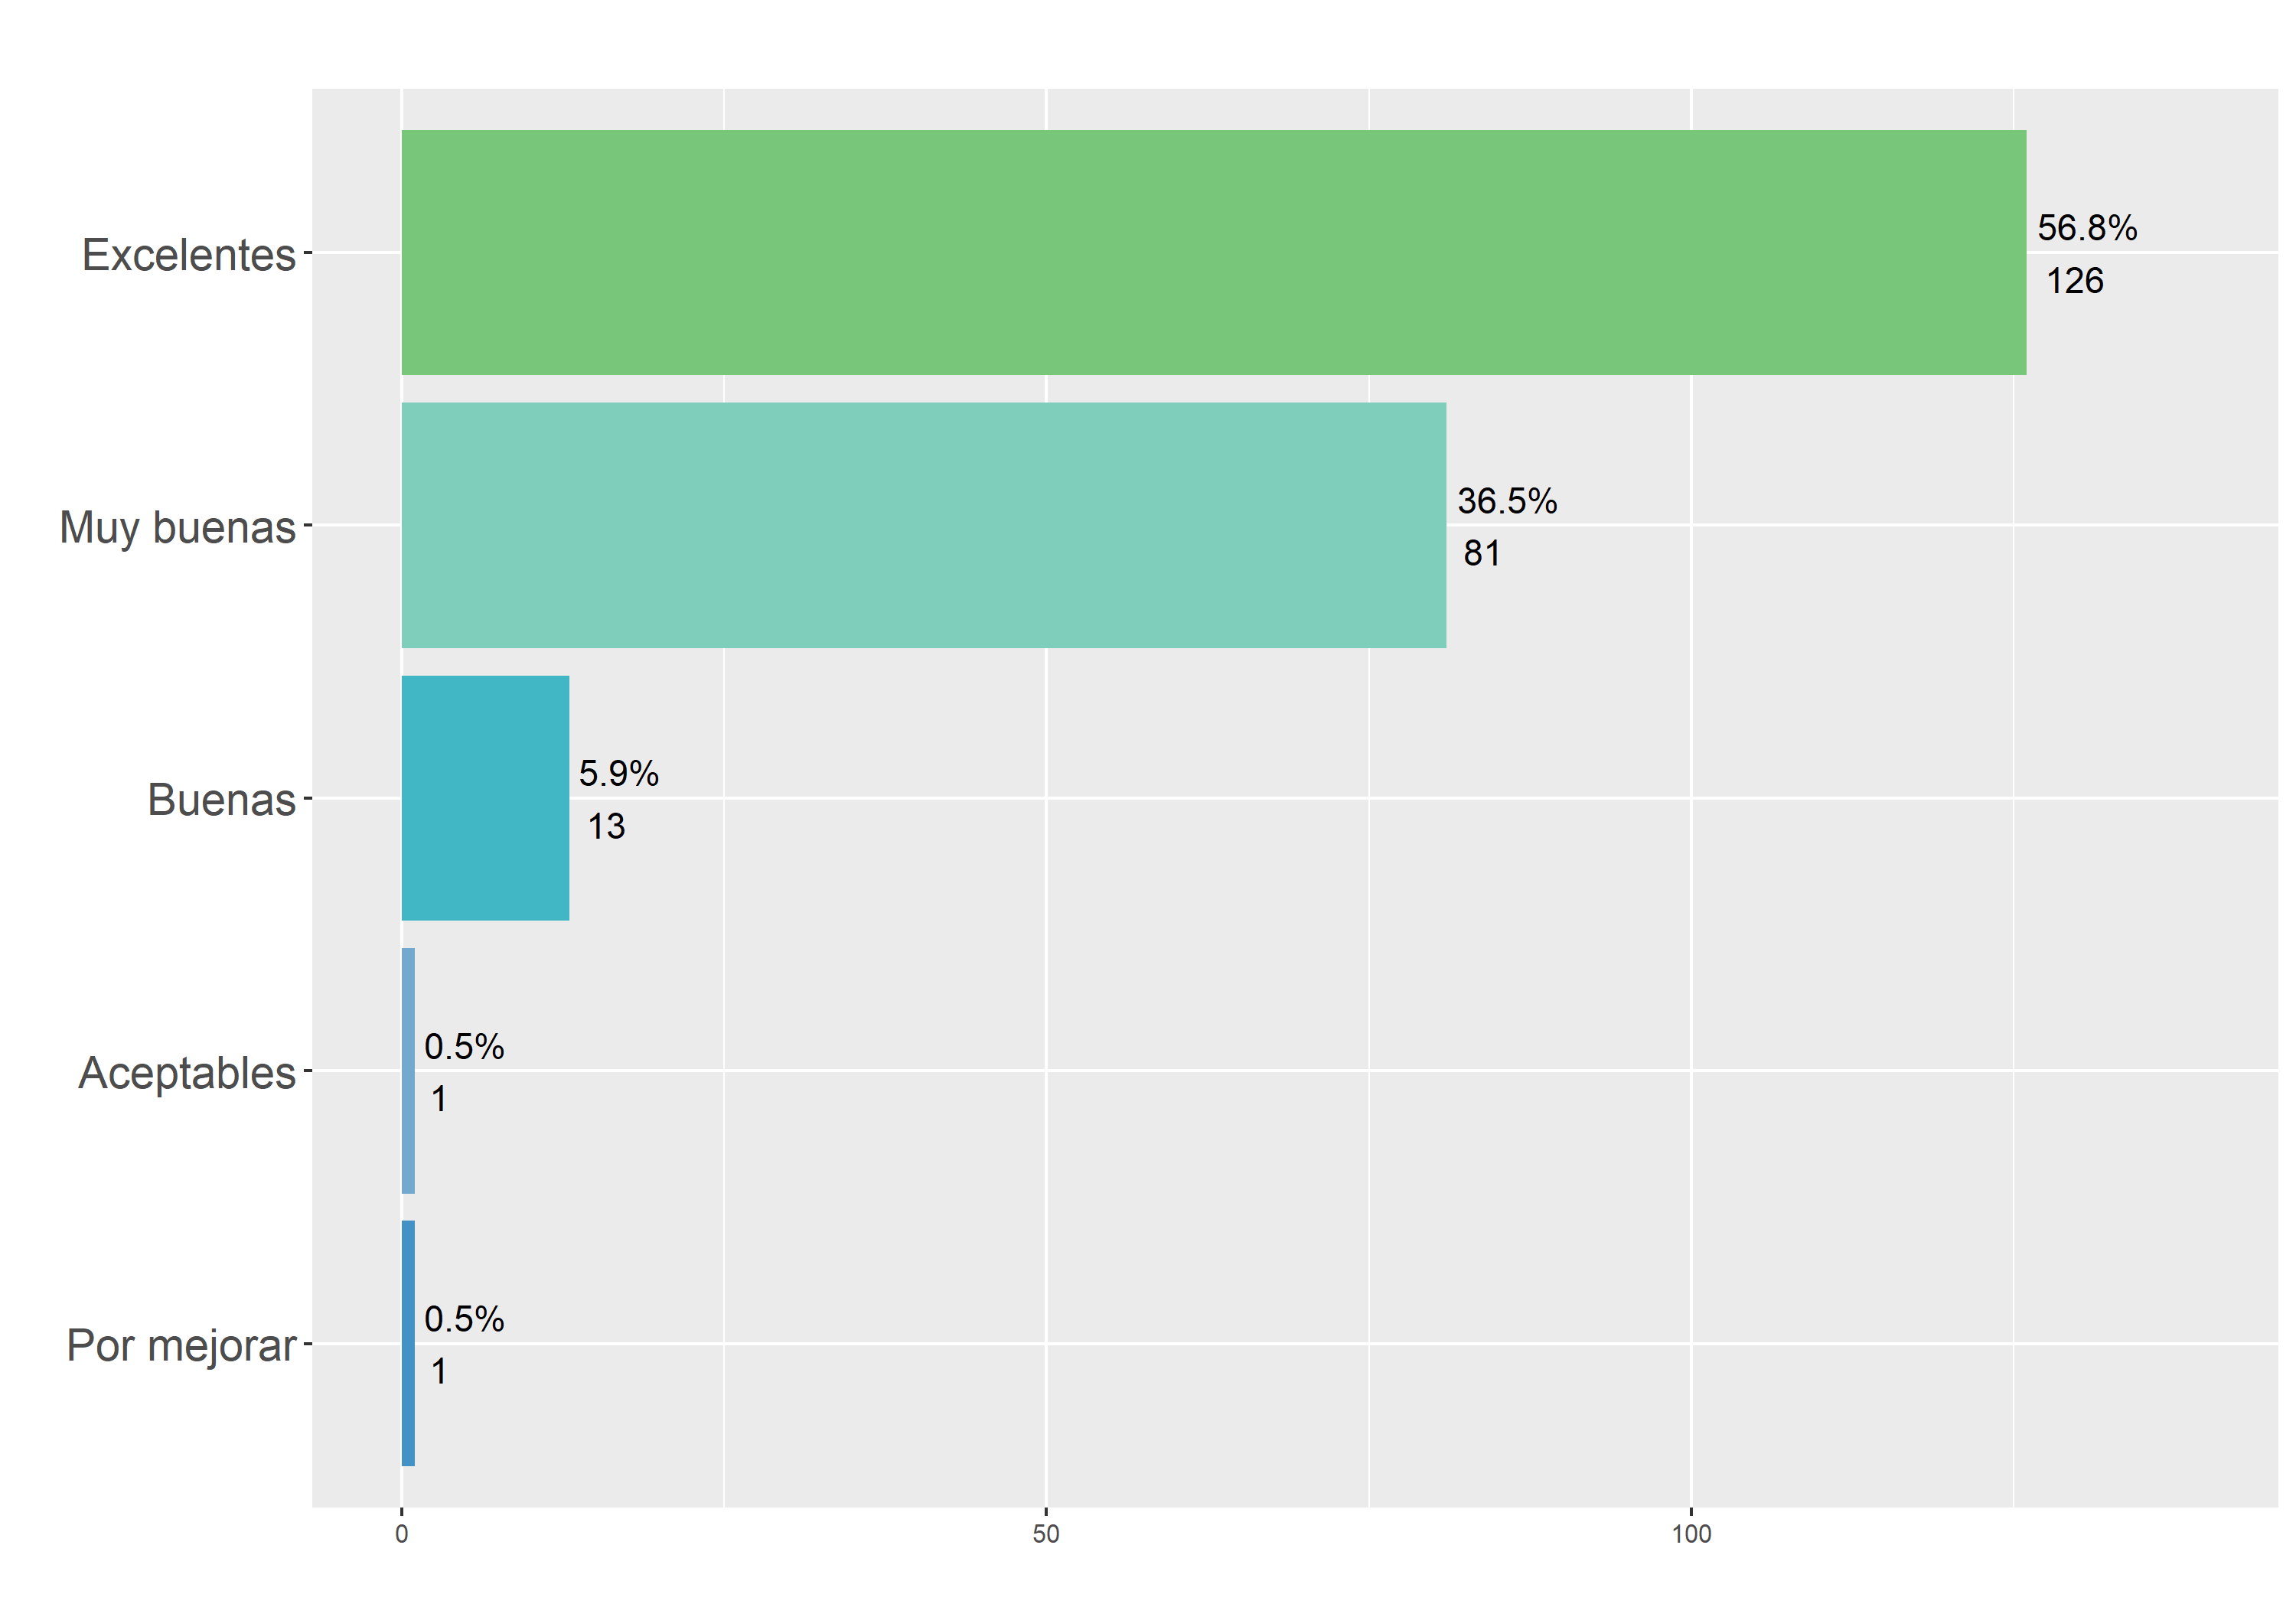 Excelentes
56.8%
126
Muy buenas
36.5%
81
Buenas
5.9%
13
Aceptables
0.5%
1
Por mejorar
0.5%
1
0
50
100